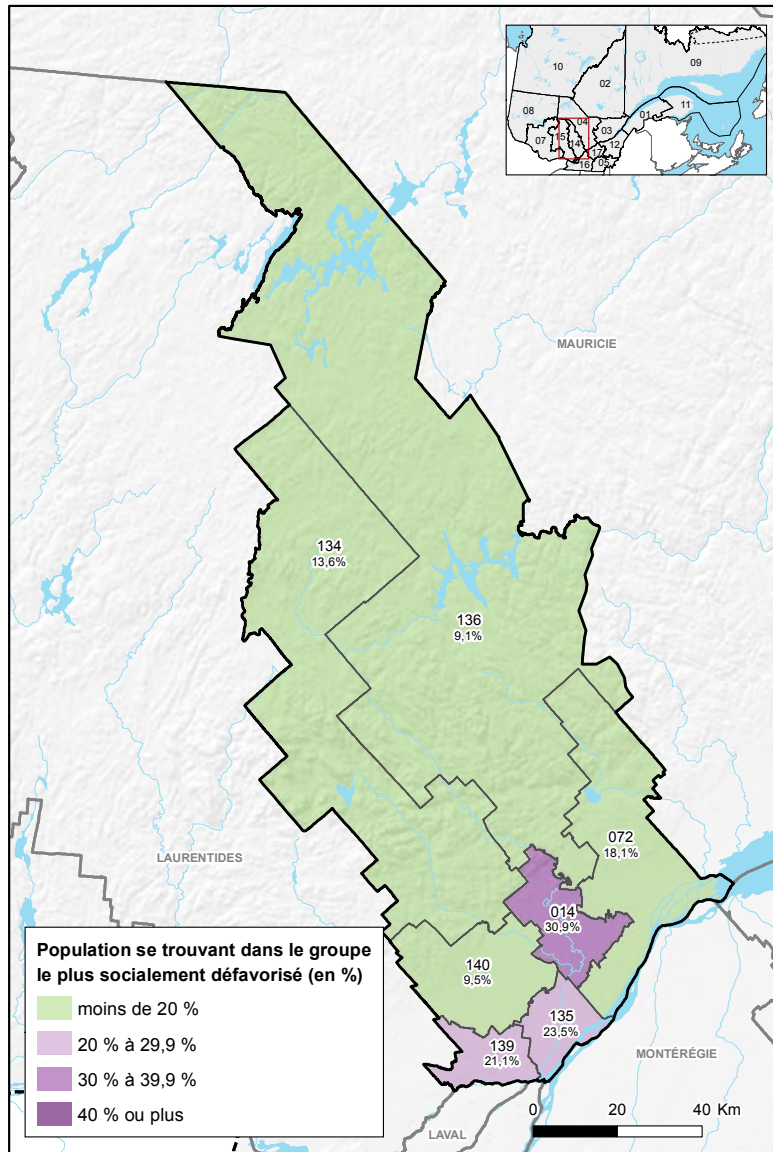 10
09
02
08
04
11
01
03
07
15
14
12
17
16
05
MAURICIE
134
13,6%
136
9,1%
072
18,1%
LAURENTIDES
014
30,9%
140
9,5%
135
23,5%
139
21,1%
MONTÉRÉGIE
LAVAL
Population se trouvant dans le groupe
le plus socialement défavorisé (en %)
moins de 20 %
20 % à 29,9 %
30 % à 39,9 %
40 % ou plus
0 20 40 Km